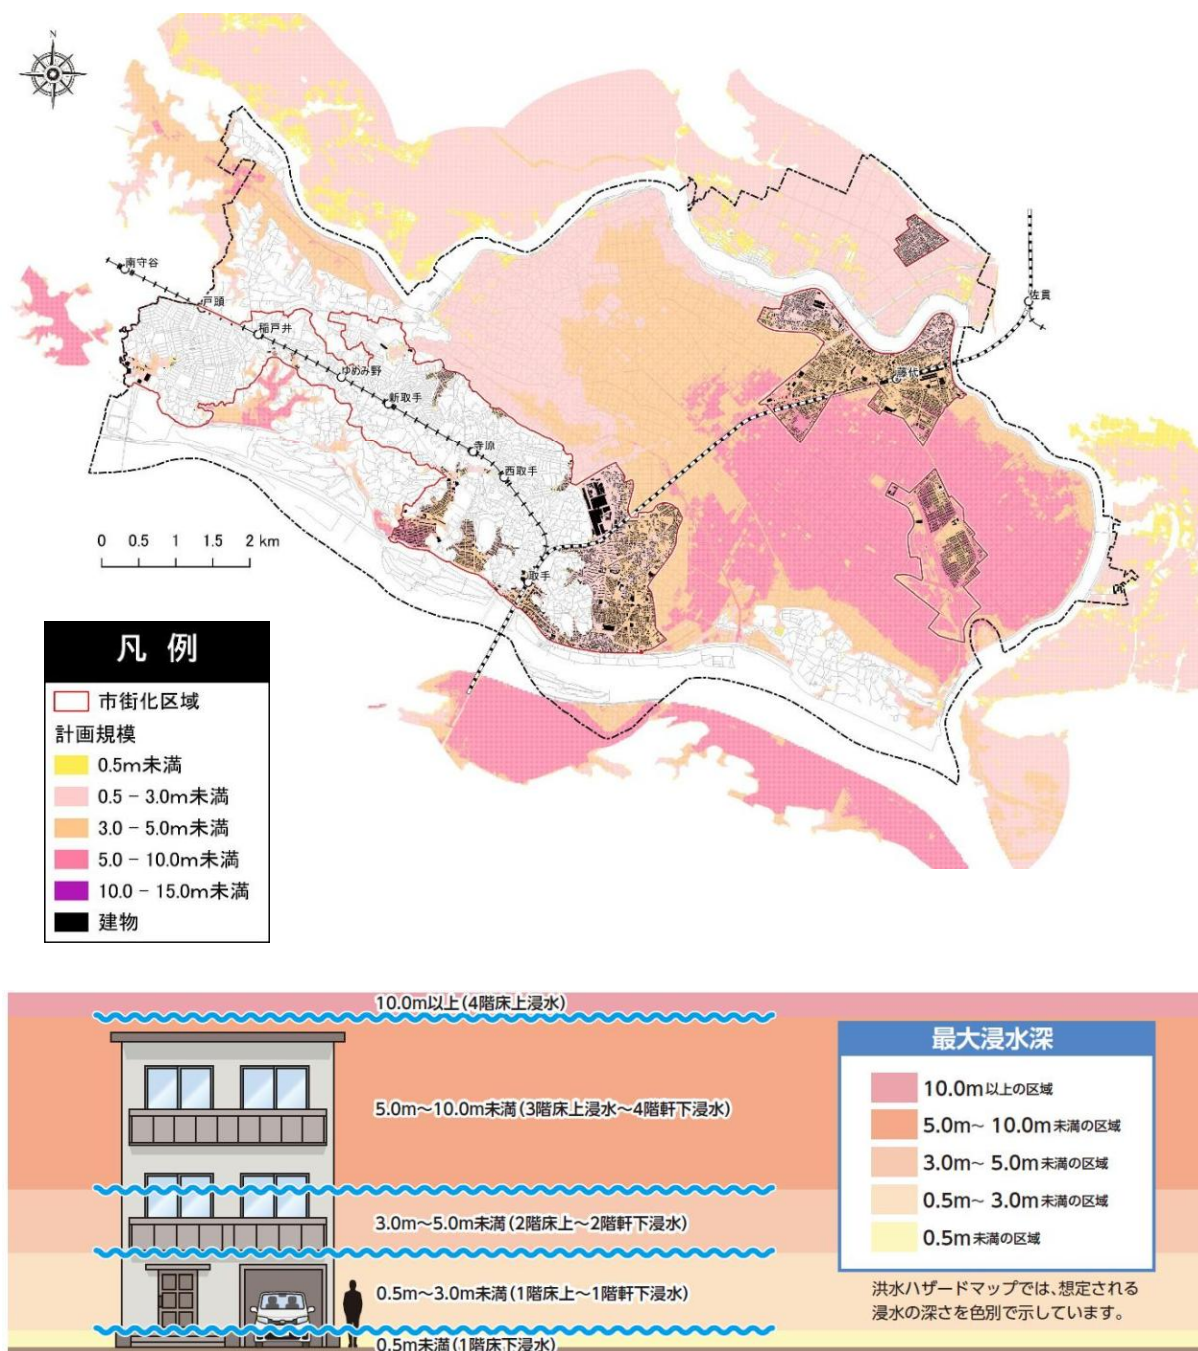 N
南守谷
戸頭
稲戸井
ゆめみ野
新取手
寺原
西取手
取手
藤代
佐貫
0 0.5 1 1.5 2 km
凡 例
市街化区域
計画規模
0.5m未満
0.5 - 3.0m未満
3.0 - 5.0m未満
5.0 - 10.0m未満
10.0 - 15.0m未満
建物
10.0m以上(4階床上浸水)
5.0m~10.0m未満(3階床上浸水~4階軒下浸水)
3.0m~5.0m未満(2階床上~2階軒下浸水)
0.5m~3.0m未満(1階床上~1階軒下浸水)
0.5m未満(1階床下浸水)
最大浸水深
10.0m以上の区域
5.0m~ 10.0m未満の区域
3.0m~ 5.0m未満の区域
0.5m~ 3.0m未満の区域
0.5m未満の区域
洪水ハザードマップでは、想定される
浸水の深さを色別で示しています。